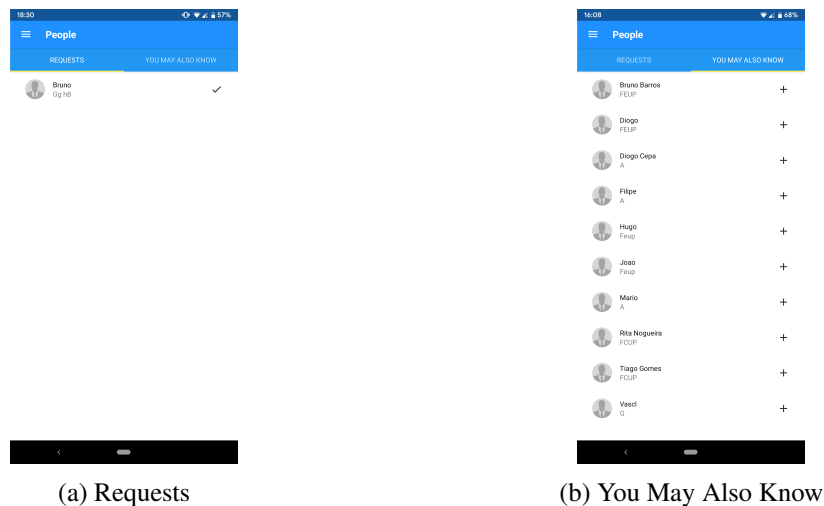 18:30
57%
People
REQUESTS
YOU MAY ALSO KNOW
Bruno
Gg hB
(a) Requests
16:08
68%
People
REQUESTS
YOU MAY ALSO KNOW
Bruno Barros
FEUP
Diogo
FEUP
Diogo Cepa
A
Filipe
A
Hugo
Feup
Joao
Feup
Mario
A
Rita Nogueira
FCUP
Tiago Gomes
FCUP
Vascl
G
(b) You May Also Know